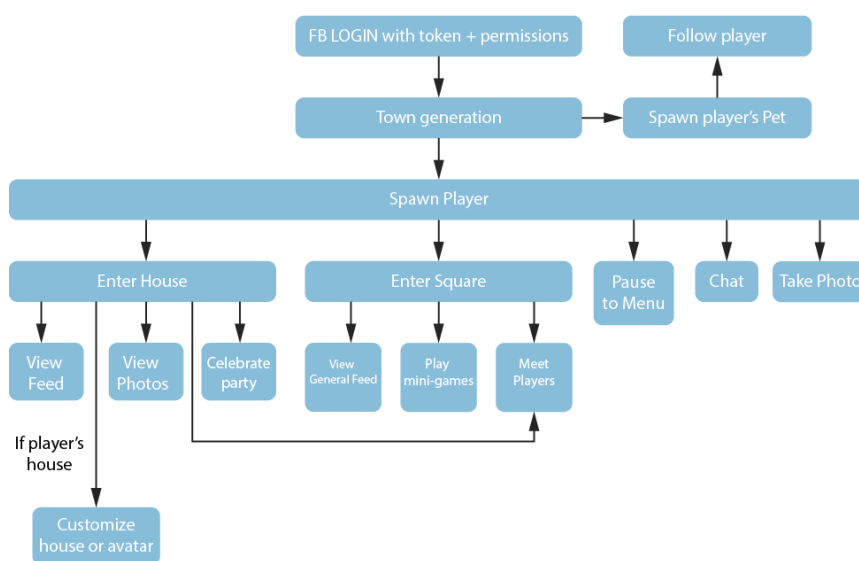 FB LOGIN with token + permissions
Follow player
Town generation
Spawn player's Pet
Spawn Player
Enter House
Enter Square
Pause
to Menu
Chat
Take Photo
View
Feed
View
Photos
Celebrate
party
View
General Feed
Play
mini-games
Meet
Players
If player's
house
Customize
house or avatar